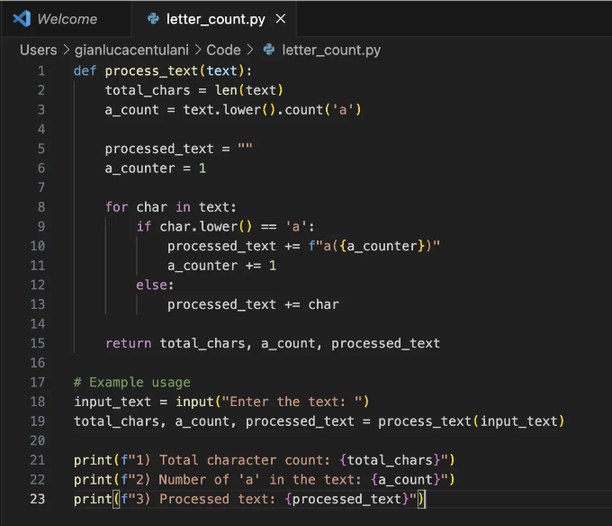 Welcome letter_count.py ×
Users > gianlucacentulani > Code > letter_count.py
1 def process_text(text):
2     total_chars = len(text)
3     a_count = text.lower().count('a')
4
5     processed_text = ""
6     a_counter = 1
7
8     for char in text:
9         if char.lower() == 'a':
10             processed_text += f"a({a_counter})"
11             a_counter += 1
12         else:
13             processed_text += char
14
15     return total_chars, a_count, processed_text
16
17 # Example usage
18 input_text = input("Enter the text: ")
19 total_chars, a_count, processed_text = process_text(input_text)
20
21 print(f"1) Total character count: {total_chars}")
22 print(f"2) Number of 'a' in the text: {a_count}")
23 print(f"3) Processed text: {processed_text}")